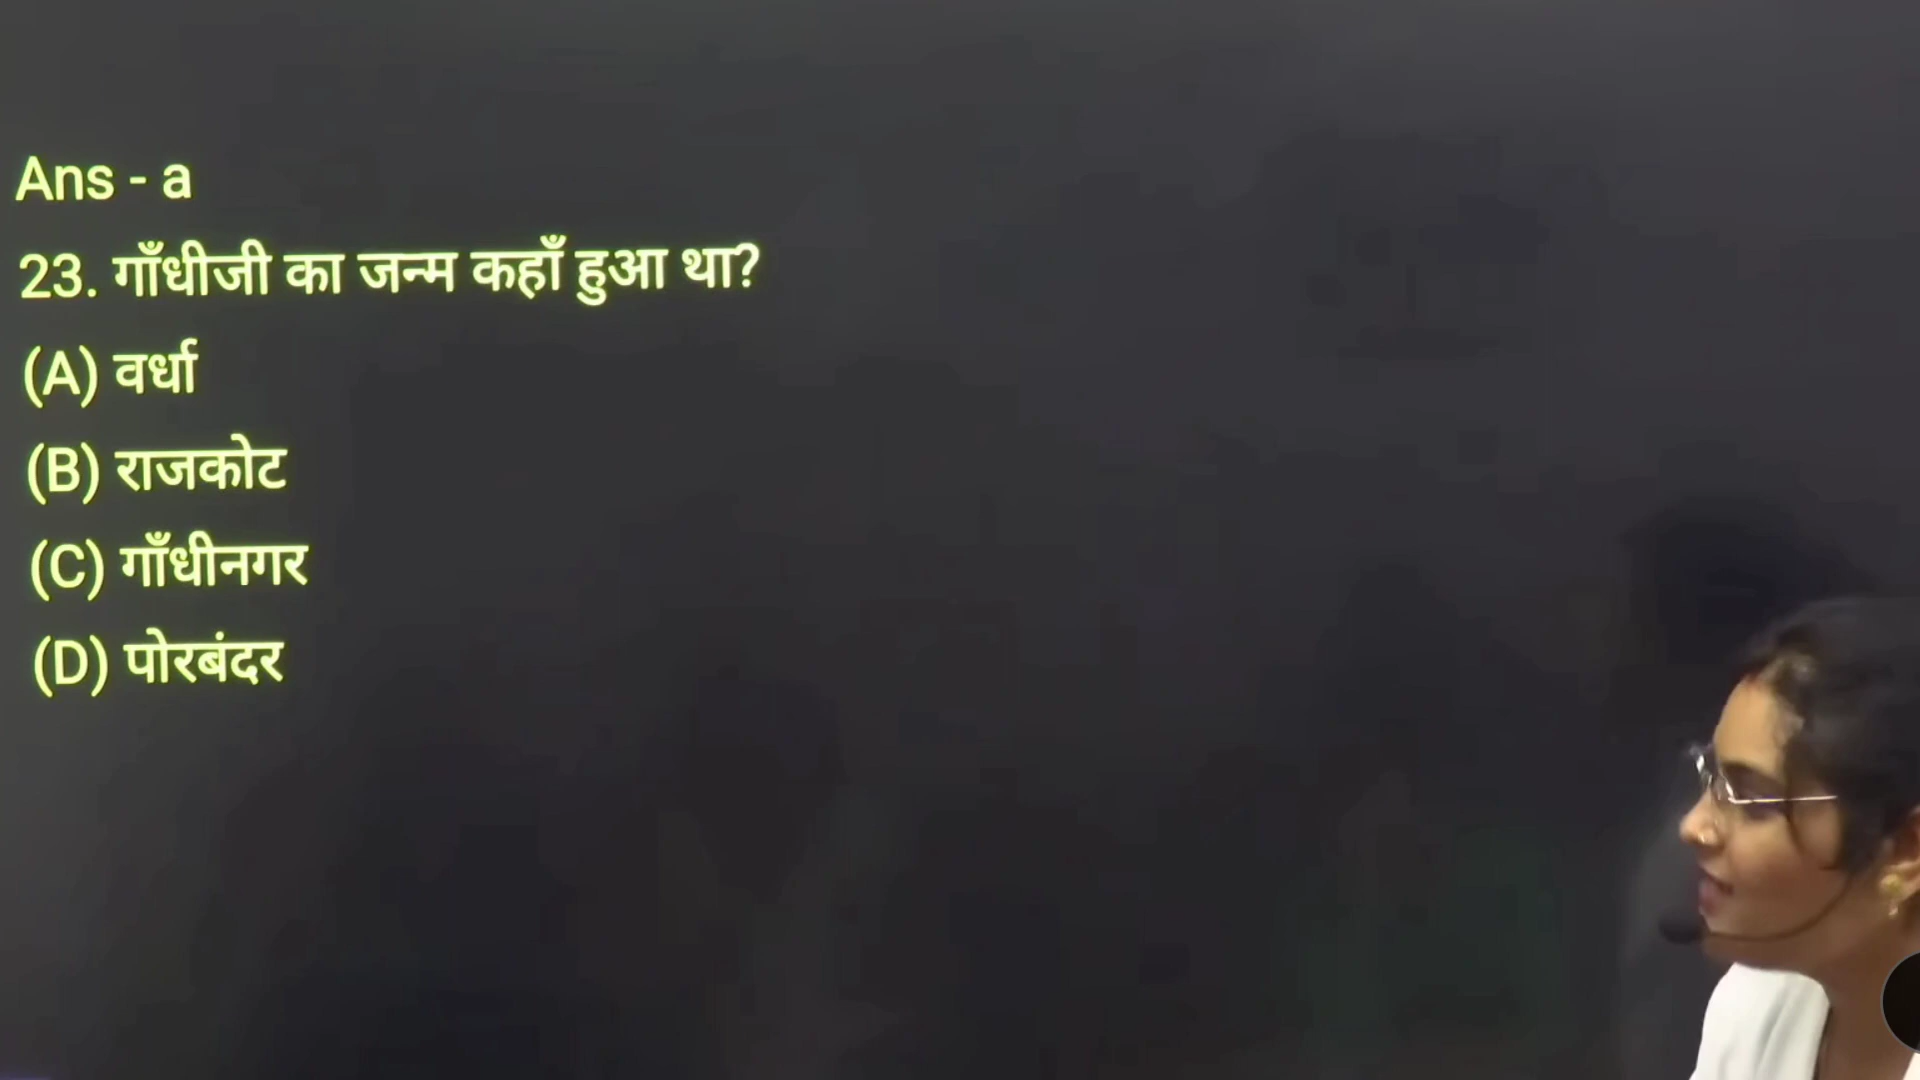 Ans - a
23. गाँधीजी का जन्म कहाँ हुआ था?
(A) वर्धा
(B) राजकोट
(C) गाँधीनगर
(D) पोरबंदर